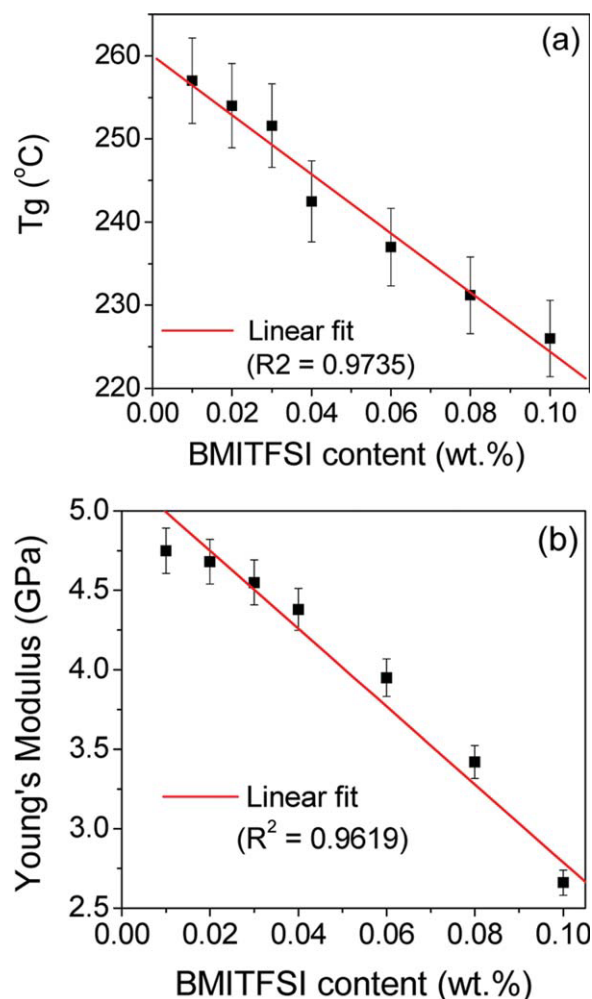 (a)
260
250
240
230
220
Tg (°C)
Linear fit
(R2 = 0.9735)
0.00 0.02 0.04 0.06 0.08 0.10
BMITFSI content (wt.%)
(b)
5.0
4.5
4.0
3.5
3.0
2.5
Young's Modulus (GPa)
Linear fit
(R² = 0.9619)
0.00 0.02 0.04 0.06 0.08 0.10
BMITFSI content (wt.%)